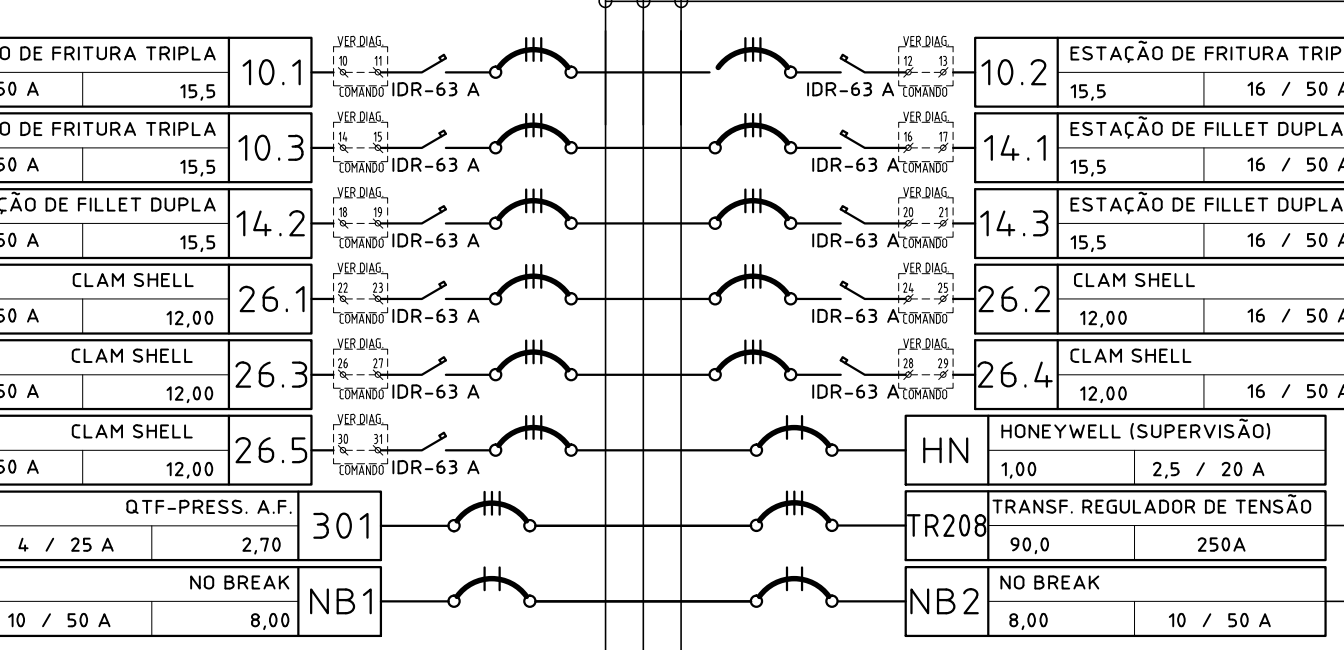 VER DIAG. VER DIAG.
O DE FRITURA TRIPLA 10.1 10 11 12 13 10.2 ESTAÇÃO DE FRITURA TRIP
50 A 15,5 COMANDO IDR-63 A IDR-63 A COMANDO 15,5 16 / 50 A
VER DIAG. VER DIAG.
O DE FRITURA TRIPLA 10.3 14 15 16 17 14.1 ESTAÇÃO DE FILLET DUPLA
50 A 15,5 COMANDO IDR-63 A IDR-63 A COMANDO 15,5 16 / 50 A
VER DIAG. VER DIAG.
ÇÃO DE FILLET DUPLA 14.2 18 19 20 21 14.3 ESTAÇÃO DE FILLET DUPLA
50 A 15,5 COMANDO IDR-63 A IDR-63 A COMANDO 15,5 16 / 50 A
VER DIAG. VER DIAG.
CLAM SHELL 26.1 22 23 24 25 26.2 CLAM SHELL
50 A 12,00 COMANDO IDR-63 A IDR-63 A COMANDO 12,00 16 / 50 A
VER DIAG. VER DIAG.
CLAM SHELL 26.3 26 27 28 29 26.4 CLAM SHELL
50 A 12,00 COMANDO IDR-63 A IDR-63 A COMANDO 12,00 16 / 50 A
VER DIAG.
CLAM SHELL 26.5 30 31 HN HONEYWELL (SUPERVISÃO)
50 A 12,00 COMANDO IDR-63 A 1,00 2,5 / 20 A
QTF-PRESS. A.F. 301 TR208 TRANSF. REGULADOR DE TENSÃO
4 / 25 A 2,70 90,0 250A
NO BREAK NB1 NB2 NO BREAK
10 / 50 A 8,00 8,00 10 / 50 A